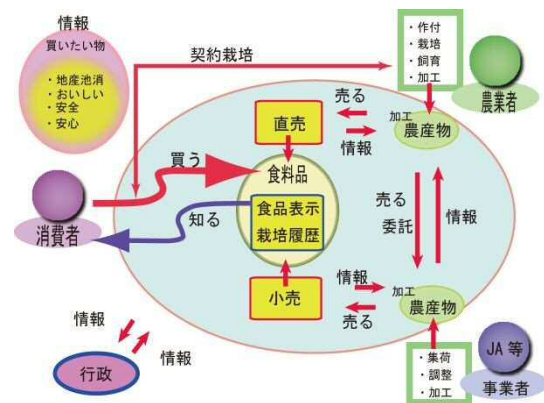 情報
買いたい物
・地産池消
・おいしい
・安全
・安心
契約栽培
・作付
・栽培
・飼育
・加工
農業者
直売
売る
情報
加工
農産物
買う
食料品
食品表示
栽培履歴
知る
消費者
売る
委託
情報
小売
情報
売る
加工
農産物
情報
情報
行政
・集荷
・調整
・加工
JA 等
事業者